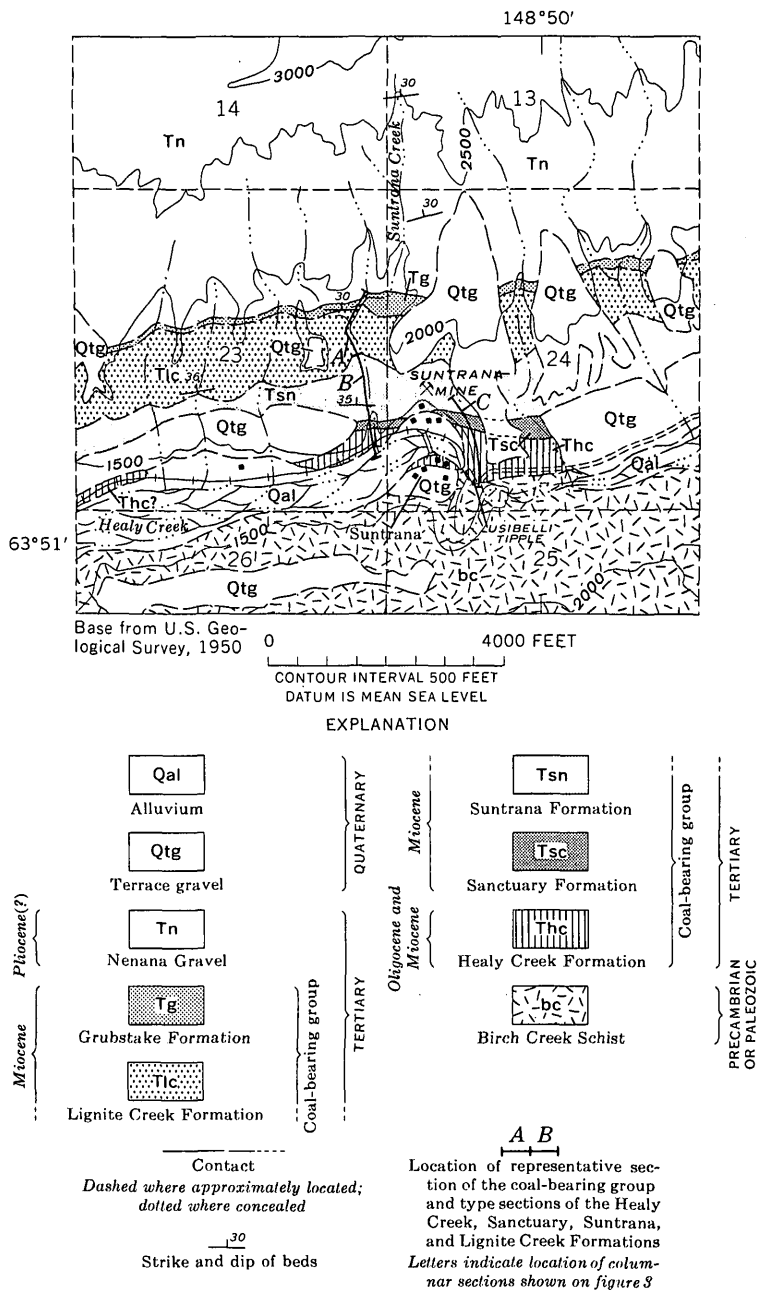 148°50'
3000
14
30
13
Tn
Suntrana Creek
2500
Tn
30
Tg
30
Qtg
Qtg
Qtg
2000
Qtg
23
Qtg
A
24
Tlc
36
B
SUNTRANA
MINE
Tsn
35
C
Qtg
Qtg
Tsc
Thc
1500
Qal
Thc?
Qal
Qtg
Healy Creek
1500
Suntrana
USIBELLI
TIPPLE
63°51'
26
25
bc
Qtg
2000
Base from U.S. Geo-
logical Survey, 1950
0 4000 FEET
CONTOUR INTERVAL 500 FEET
DATUM IS MEAN SEA LEVEL
EXPLANATION
Qal
Alluvium
Qtg
Terrace gravel
QUATERNARY
Tn
Nenana Gravel
Pliocene(?)
Tg
Grubstake Formation
Tlc
Lignite Creek Formation
Miocene
Coal-bearing group
TERTIARY
Tsn
Suntrana Formation
Tsc
Sanctuary Formation
Miocene
Thc
Healy Creek Formation
Oligocene and
Miocene
Coal-bearing group
TERTIARY
bc
Birch Creek Schist
PRECAMBRIAN
OR PALEOZOIC
Contact
Dashed where approximately located;
dotted where concealed
30
Strike and dip of beds
A B
Location of representative sec-
tion of the coal-bearing group
and type sections of the Healy
Creek, Sanctuary, Suntrana,
and Lignite Creek Formations
Letters indicate location of colum-
nar sections shown on figure 3